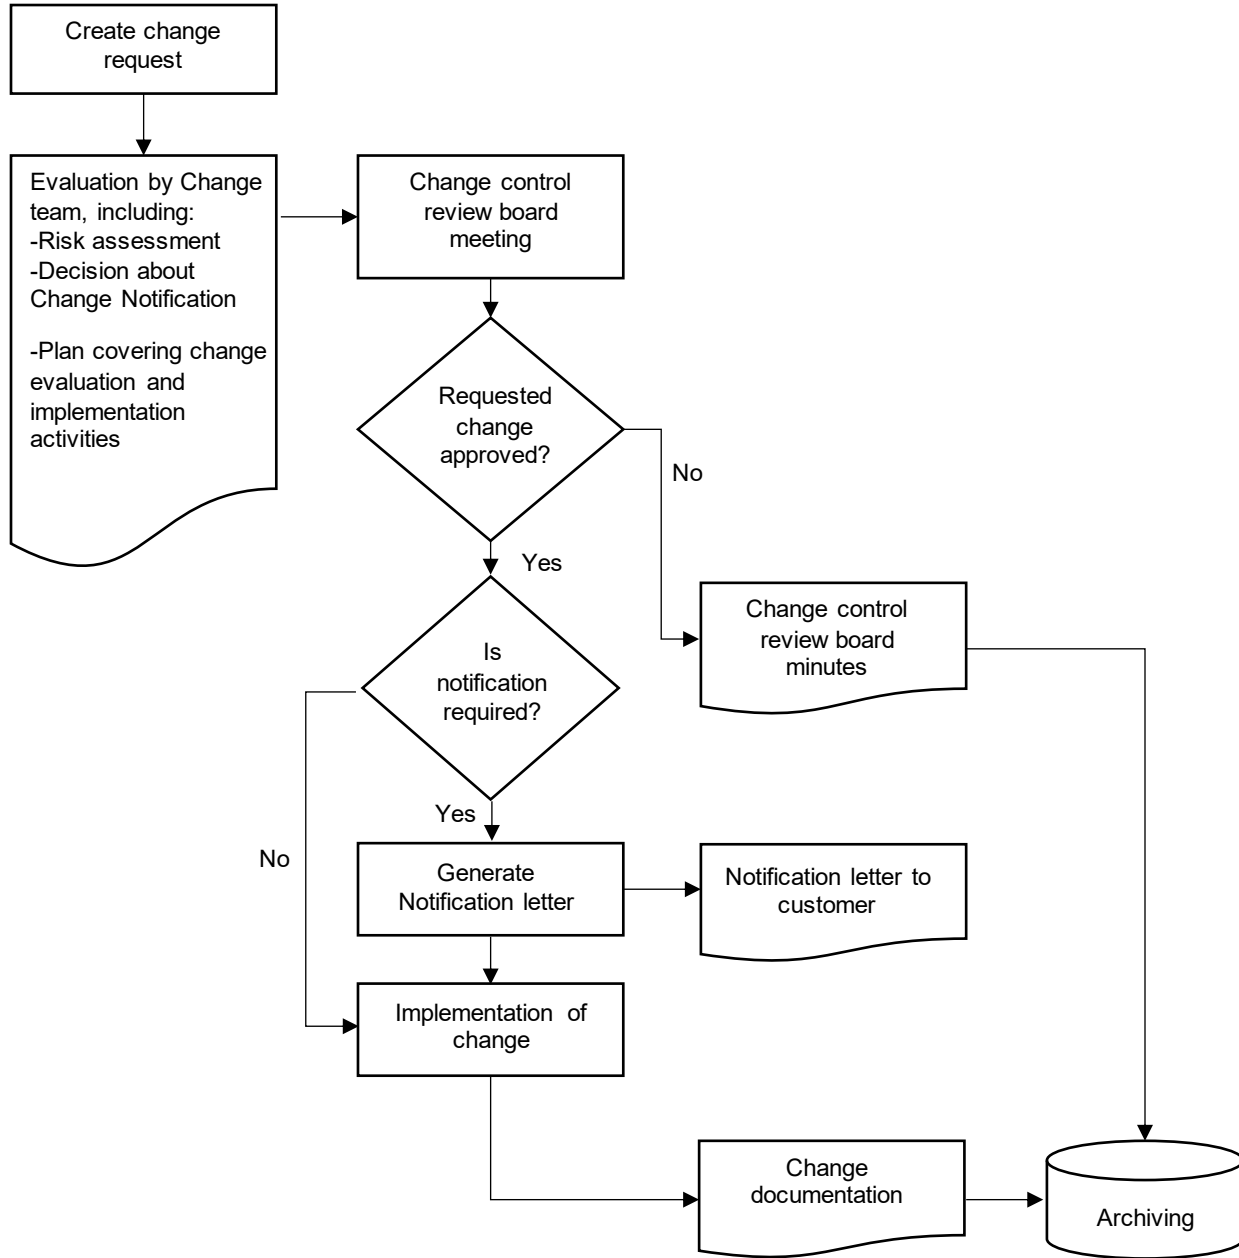 Create change
request
Evaluation by Change
team, including:
-Risk assessment
-Decision about
Change Notification
-Plan covering change
evaluation and
implementation
activities
Change control
review board
meeting
Requested
change
approved?
No
Yes
Is
notification
required?
Change control
review board
minutes
Yes
No
Generate
Notification letter
Notification letter to
customer
Implementation of
change
Change
documentation
Archiving